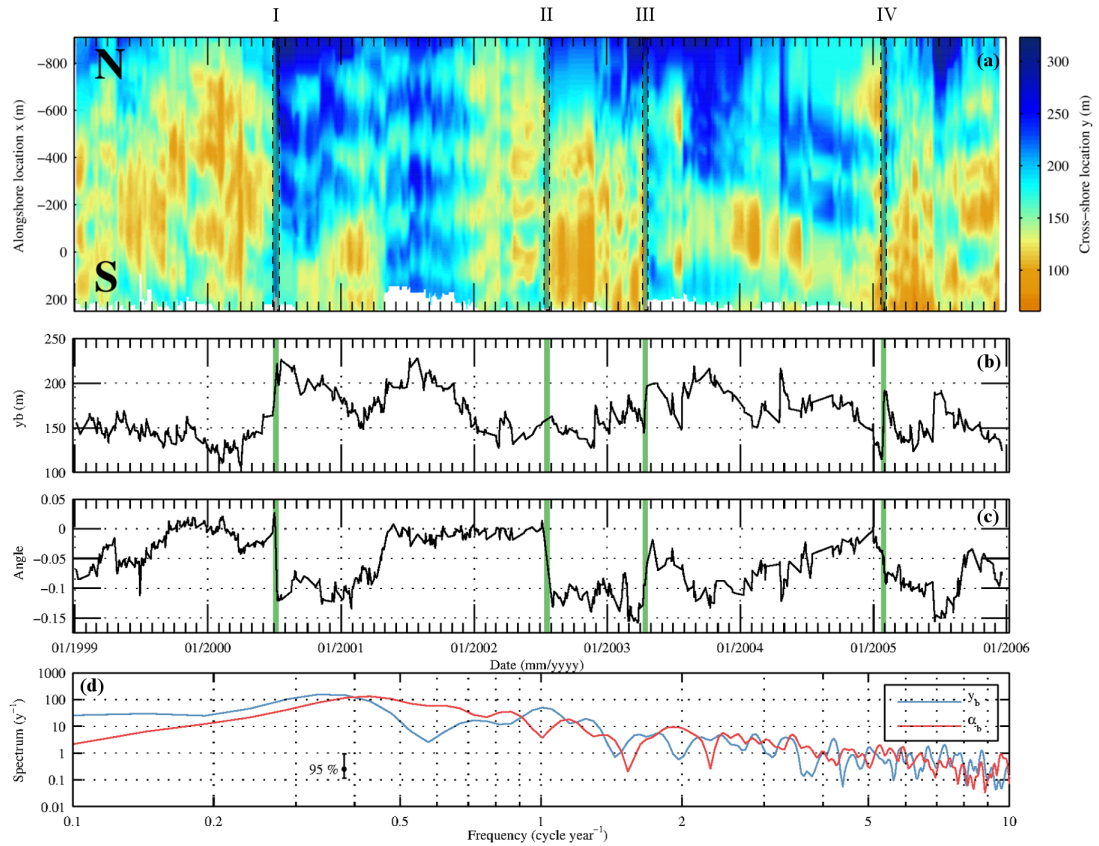 I II III IV
N
S
(a)
−800
−600
−400
−200
0
200
Alongshore location x (m)
300
250
200
150
100
Cross-shore location y (m)
(b)
250
200
150
100
yb (m)
(c)
0.05
0
−0.05
−0.1
−0.15
Angle
01/1999 01/2000 01/2001 01/2002 01/2003 01/2004 01/2005 01/2006
Date (mm/yyyy)
(d)
1000
100
10
1
0.1
0.01
Spectrum (y⁻¹)
95 %
y_b
α_b
0.1 0.2 0.5 1 2 5 10
Frequency (cycle year⁻¹)